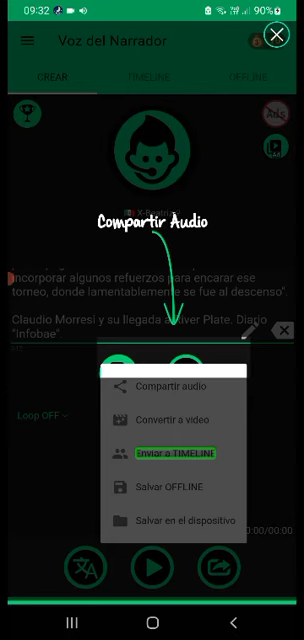 09:32
90%
Voz del Narrador
CREAR TIMELINE OFFLINE
Ads
Compartir Audio
incorporar algunos refuerzos para encarar ese
torneo, donde lamentablemente se fue al descenso".
Claudio Morresi y su llegada a River Plate. Diario
"Infobae".
Compartir audio
Loop OFF
Convertir a video
Enviar a TIMELINE
Salvar OFFLINE
Salvar en el dispositivo
00:00/00:00